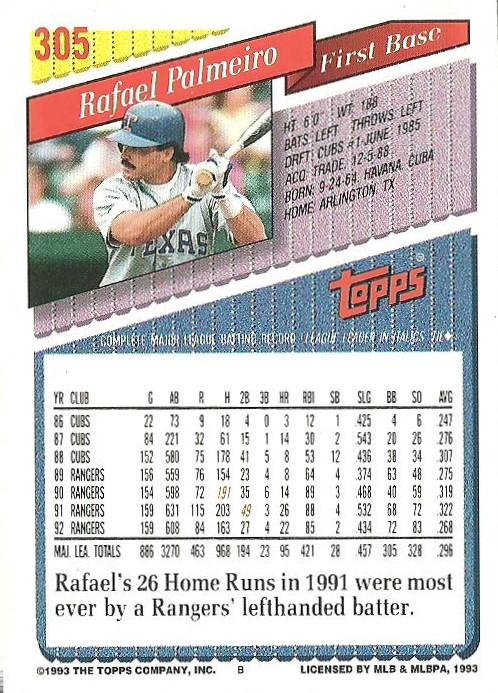 305
Rafael Palmeiro
First Base
HT. 6'0" WT. 188
BATS: LEFT THROWS: LEFT
DRFT: CUBS #1-JUNE, 1985
ACQ: TRADE, 12-5-88
BORN: 9-24-64, HAVANA, CUBA
HOME: ARLINGTON, TX
TEXAS
TOPPS®
COMPLETE MAJOR LEAGUE BATTING RECORD (LEAGUE LEADER IN ITALICS, TIE◆)
YR CLUB G AB R H 2B 3B HR RBI SB SLG BB SO AVG
86 CUBS 22 73 9 18 4 0 3 12 1 .425 4 6 .247
87 CUBS 84 221 32 61 15 1 14 30 2 .543 20 26 .276
88 CUBS 152 580 75 178 41 5 8 53 12 .436 38 34 .307
89 RANGERS 156 559 76 154 23 4 8 64 4 .374 63 48 .275
90 RANGERS 154 598 72 191 35 6 14 89 3 .468 40 59 .319
91 RANGERS 159 631 115 203 49 3 26 88 4 .532 68 72 .322
92 RANGERS 159 608 84 163 27 4 22 85 2 .434 72 83 .268
MAJ. LEA. TOTALS 886 3270 463 968 194 23 95 421 28 .457 305 328 .296
Rafael's 26 Home Runs in 1991 were most
ever by a Rangers' lefthanded batter.
©1993 THE TOPPS COMPANY, INC. B LICENSED BY MLB & MLBPA, 1993